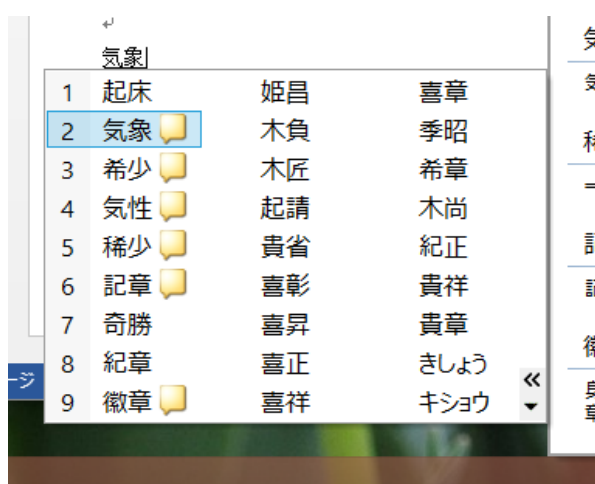 気象
1 起床 姫昌 喜章
2 気象 木負 季昭
3 希少 木匠 希章
4 気性 起請 木尚
5 稀少 貴省 紀正
6 記章 喜彰 貴祥
7 奇勝 喜昇 貴章
8 紀章 喜正 きしょう
9 徽章 喜祥 キショウ
ージ